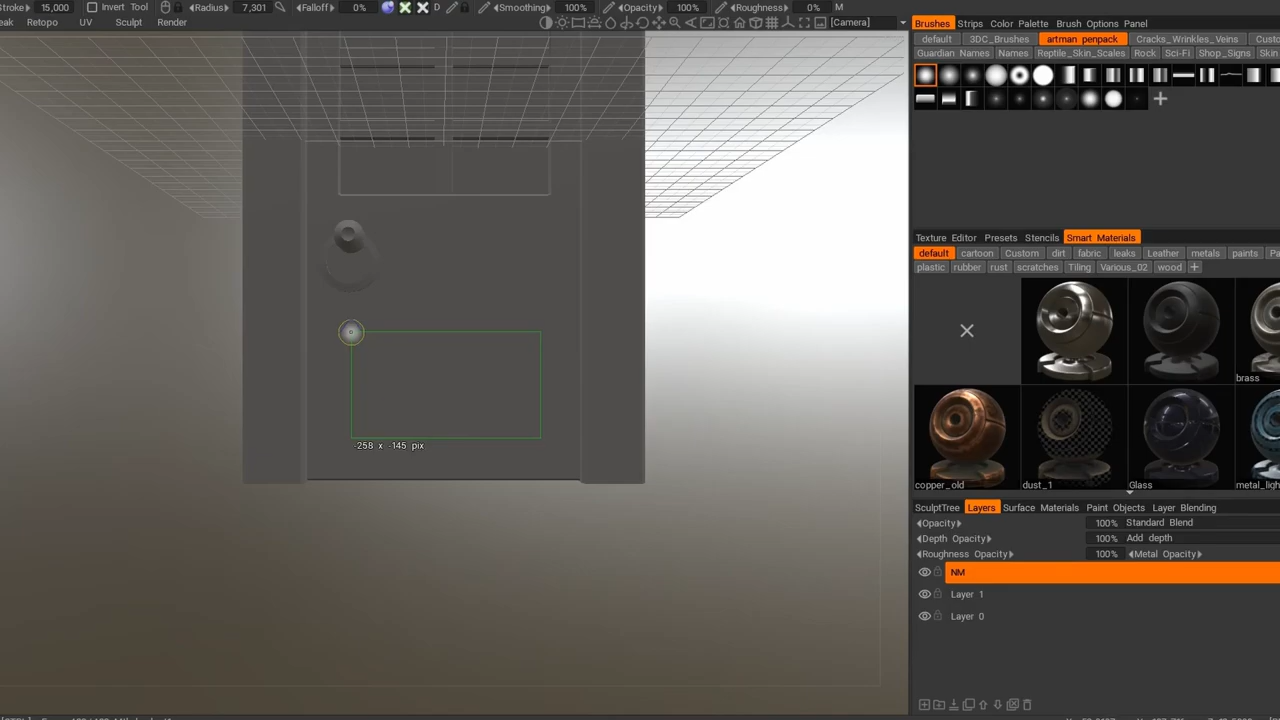 Stroke 15,000 Invert Tool Radius 7,301 Falloff 0% D Smoothing 100% Opacity 100% Roughness 0% M
Retopo UV Sculpt Render [Camera]
Brushes Strips Color Palette Brush Options Panel
default 3DC_Brushes artman penpack Cracks_Wrinkles_Veins
Guardian Names Names Reptile_Skin_Scales Rock Sci-Fi Shop_Signs Skin
Texture Editor Presets Stencils Smart Materials
default cartoon Custom dirt fabric leaks Leather metals paints
plastic rubber rust scratches Tiling Various_02 wood
brass
copper_old dust_1 Glass
-258 x -145 pix
SculptTree Layers Surface Materials Paint Objects Layer Blending
Opacity 100% Standard Blend
Depth Opacity 100% Add depth
Roughness Opacity 100% Metal Opacity
NM
Layer 1
Layer 0